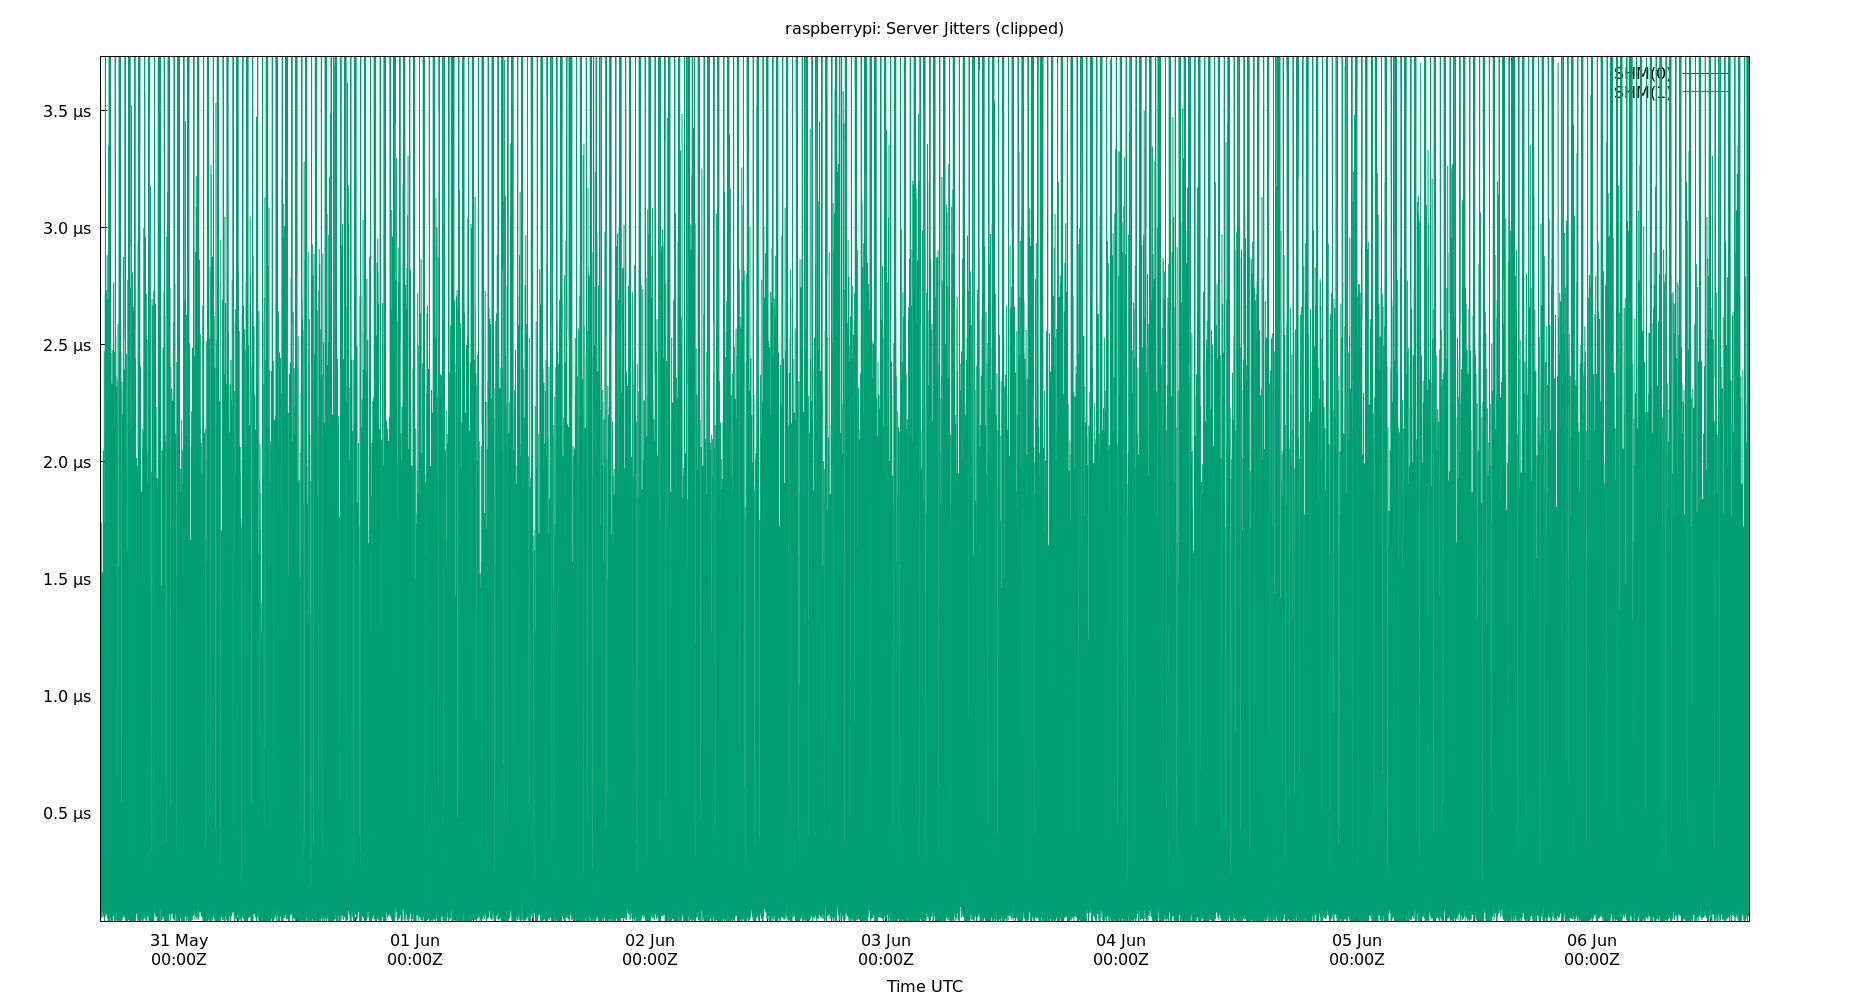 raspberrypi: Server Jitters (clipped)
SHM(0)
SHM(1)
3.5 µs
3.0 µs
2.5 µs
2.0 µs
1.5 µs
1.0 µs
0.5 µs
31 May 01 Jun 02 Jun 03 Jun 04 Jun 05 Jun 06 Jun
00:00Z 00:00Z 00:00Z 00:00Z 00:00Z 00:00Z 00:00Z
Time UTC